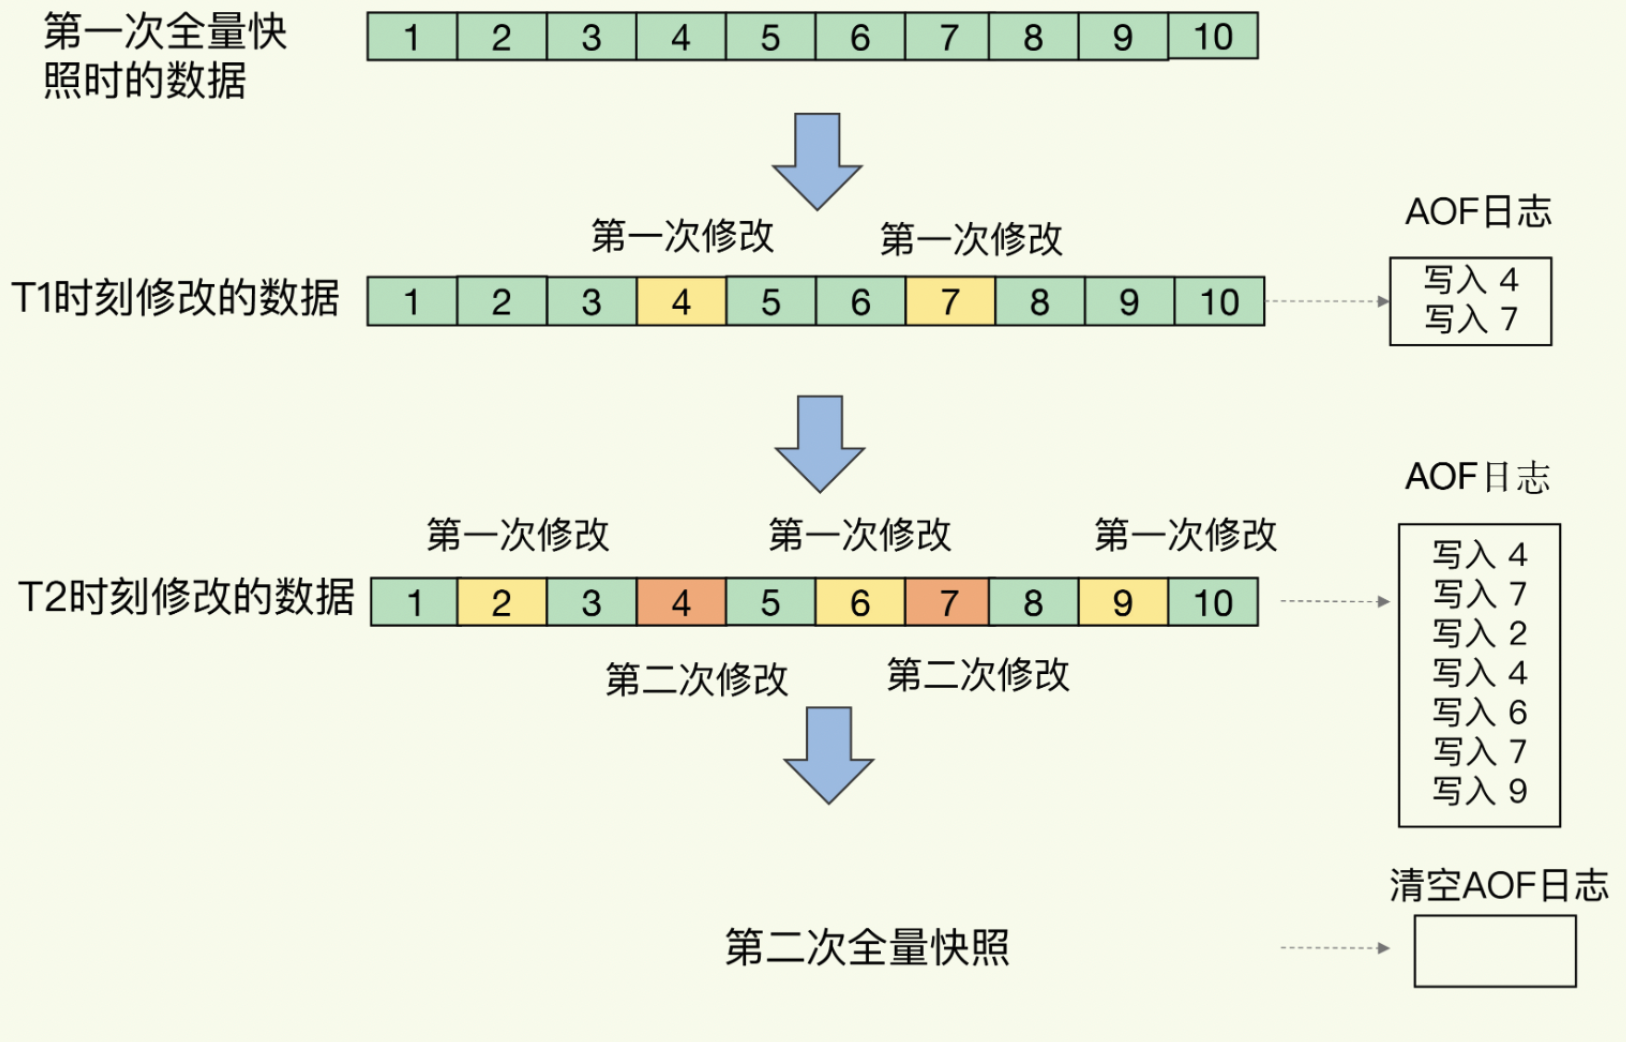 第一次全量快
照时的数据
1 2 3 4 5 6 7 8 9 10
第一次修改 第一次修改
AOF日志
T1时刻修改的数据
1 2 3 4 5 6 7 8 9 10
写入 4
写入 7
第一次修改 第一次修改 第一次修改
AOF日志
T2时刻修改的数据
1 2 3 4 5 6 7 8 9 10
第二次修改 第二次修改
写入 4
写入 7
写入 2
写入 4
写入 6
写入 7
写入 9
第二次全量快照
清空AOF日志